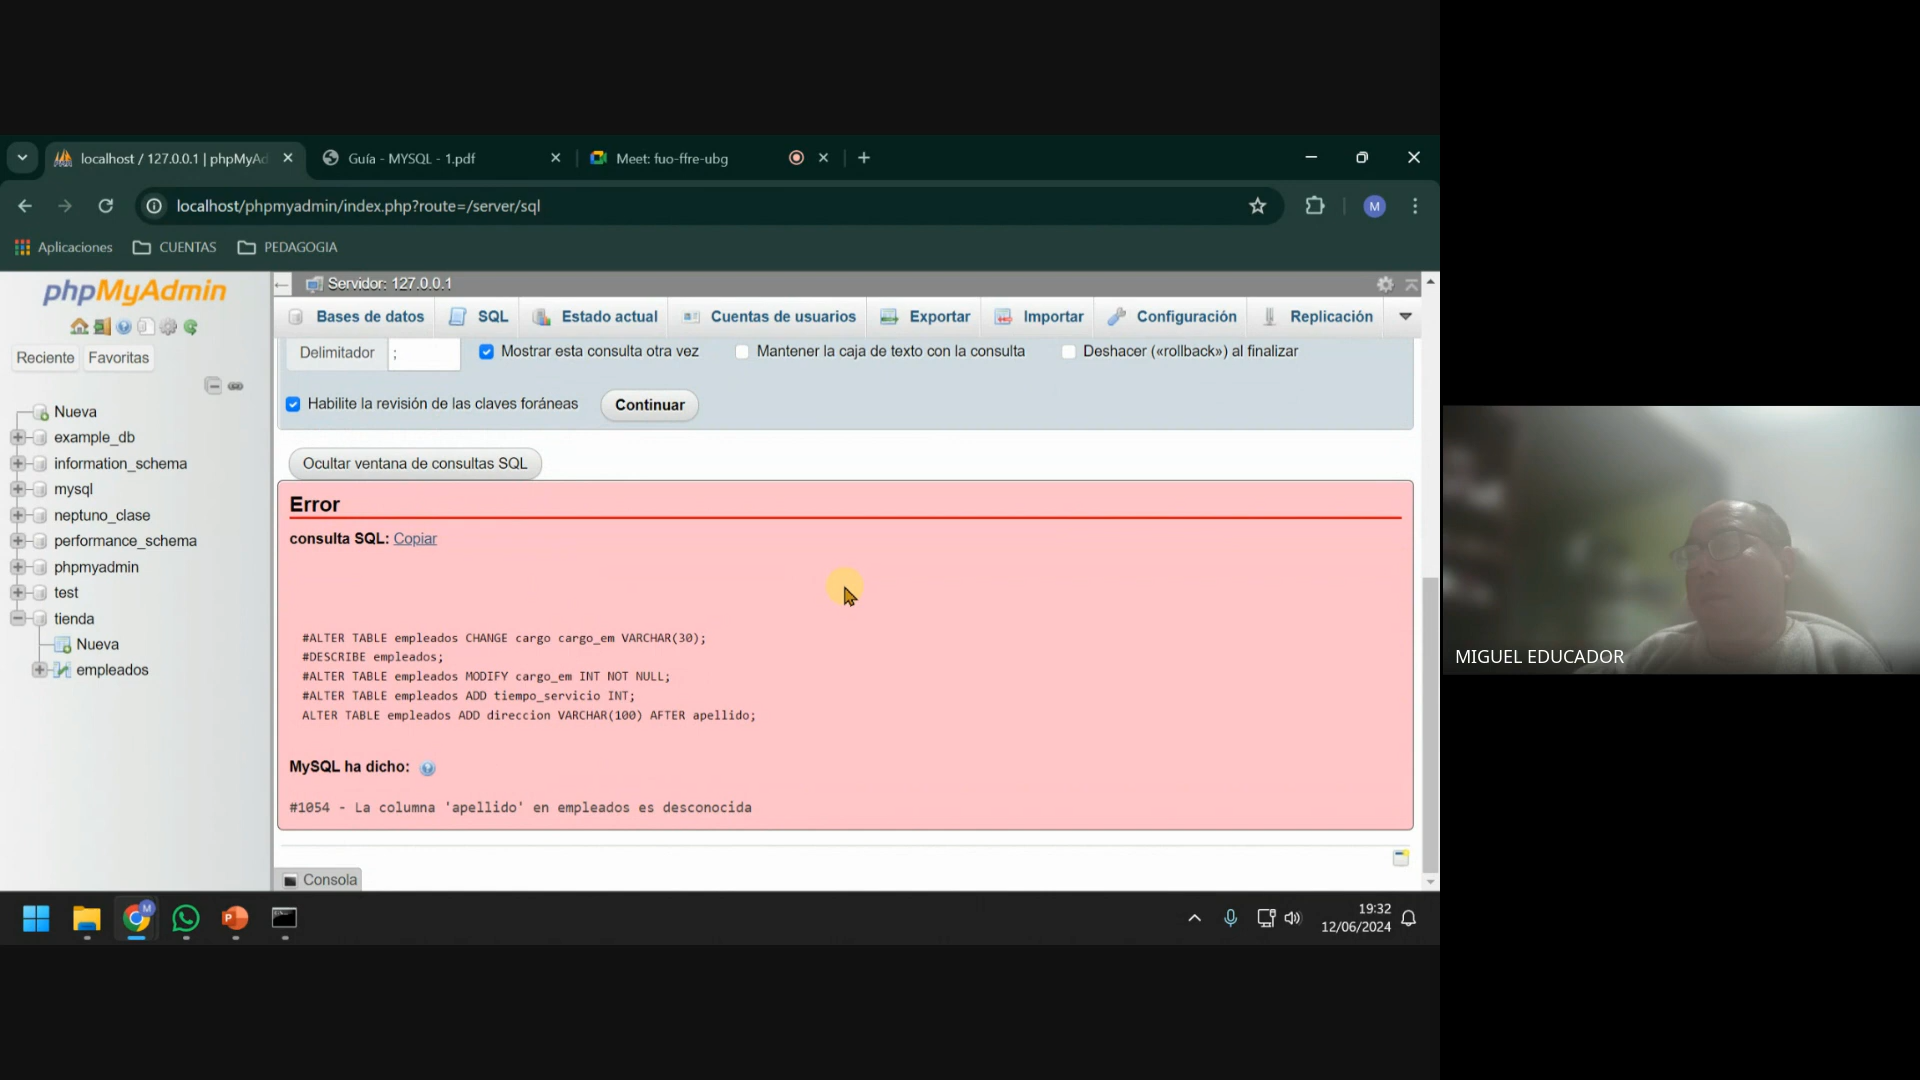 localhost / 127.0.0.1 | phpMyAd
Guía - MYSQL - 1.pdf
Meet: fuo-ffre-ubg
localhost/phpmyadmin/index.php?route=/server/sql
M
Aplicaciones
CUENTAS
PEDAGOGIA
phpMyAdmin
Servidor: 127.0.0.1
Bases de datos
SQL
Estado actual
Cuentas de usuarios
Exportar
Importar
Configuración
Replicación
Reciente
Favoritas
Nueva
example_db
information_schema
mysql
neptuno_clase
performance_schema
phpmyadmin
test
tienda
Nueva
empleados
Delimitador
;
Mostrar esta consulta otra vez
Mantener la caja de texto con la consulta
Deshacer («rollback») al finalizar
Habilite la revisión de las claves foráneas
Continuar
Ocultar ventana de consultas SQL
Error
consulta SQL: Copiar
#ALTER TABLE empleados CHANGE cargo cargo_em VARCHAR(30);
#DESCRIBE empleados;
#ALTER TABLE empleados MODIFY cargo_em INT NOT NULL;
#ALTER TABLE empleados ADD tiempo_servicio INT;
ALTER TABLE empleados ADD direccion VARCHAR(100) AFTER apellido;
MySQL ha dicho:
#1054 - La columna 'apellido' en empleados es desconocida
Consola
19:32
12/06/2024
MIGUEL EDUCADOR